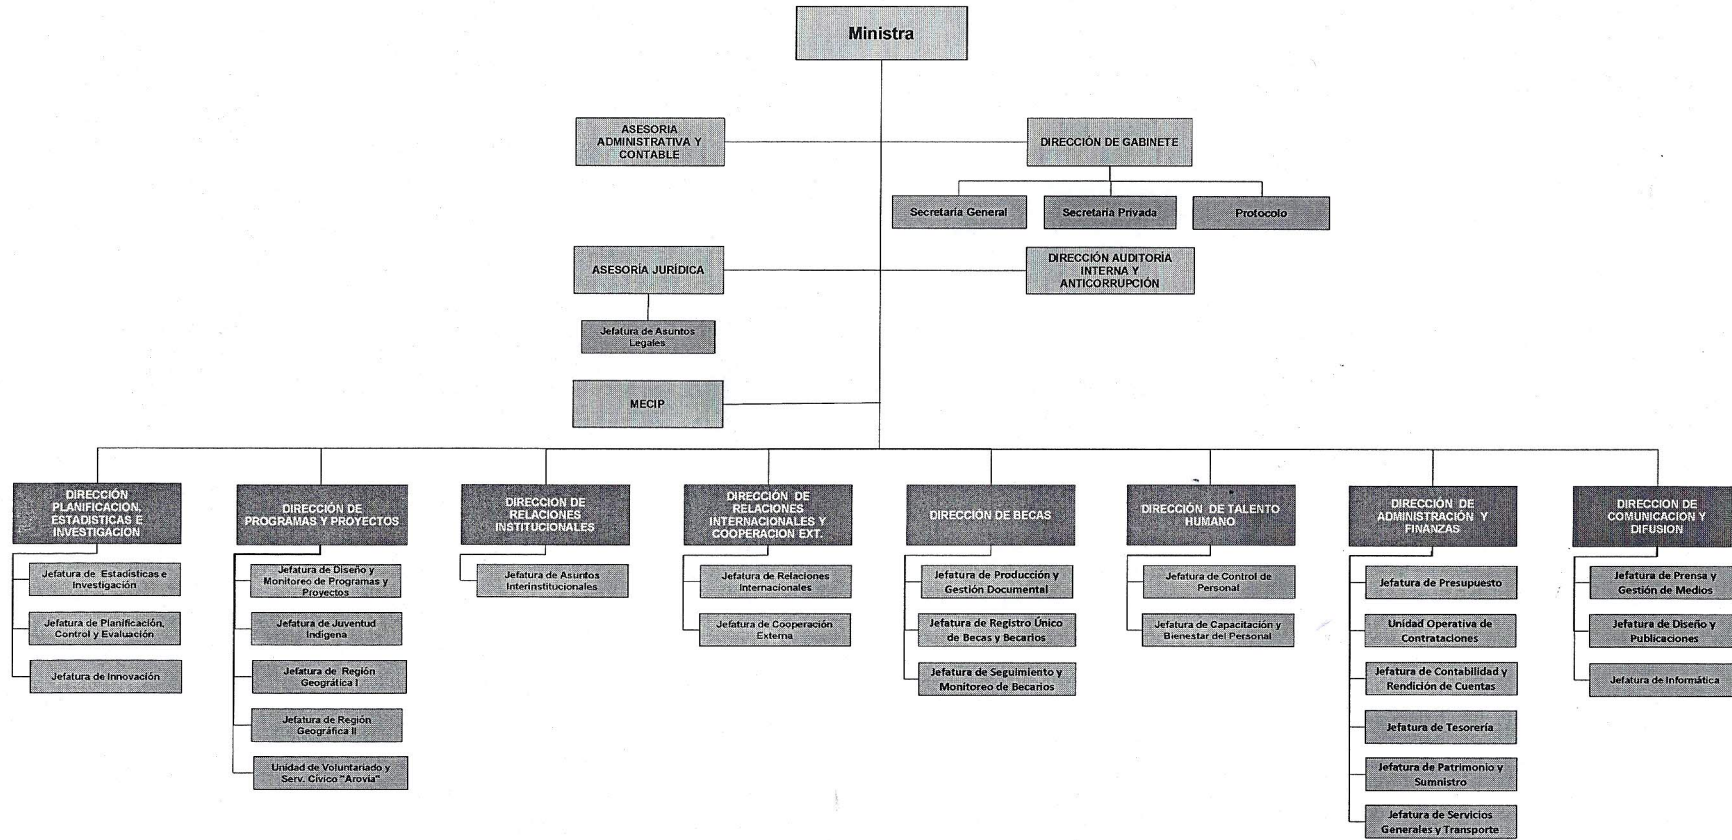 Ministra
ASESORIA
ADMINISTRATIVA Y
CONTABLE
DIRECCIÓN DE GABINETE
Secretaría General
Secretaría Privada
Protocolo
ASESORÍA JURÍDICA
DIRECCIÓN AUDITORÍA
INTERNA Y
ANTICORRUPCIÓN
Jefatura de Asuntos
Legales
MECIP
DIRECCIÓN
PLANIFICACION,
ESTADISTICAS E
INVESTIGACION
Jefatura de Estadísticas e
Investigación
Jefatura de Planificación,
Control y Evaluación
Jefatura de Innovación
DIRECCIÓN DE
PROGRAMAS Y PROYECTOS
Jefatura de Diseño y
Monitoreo de Programas y
Proyectos
Jefatura de Juventud
Indígena
Jefatura de Región
Geográfica I
Jefatura de Región
Geográfica II
Unidad de Voluntariado y
Serv. Cívico "Arovia"
DIRECCION DE
RELACIONES
INSTITUCIONALES
Jefatura de Asuntos
Interinstitucionales
DIRECCIÓN DE
RELACIONES
INTERNACIONALES Y
COOPERACION EXT.
Jefatura de Relaciones
Internacionales
Jefatura de Cooperación
Externa
DIRECCIÓN DE BECAS
Jefatura de Producción y
Gestión Documental
Jefatura de Registro Único
de Becas y Becarios
Jefatura de Seguimiento y
Monitoreo de Becarios
DIRECCIÓN DE TALENTO
HUMANO
Jefatura de Control de
Personal
Jefatura de Capacitación y
Bienestar del Personal
DIRECCIÓN DE
ADMINISTRACIÓN Y
FINANZAS
Jefatura de Presupuesto
Unidad Operativa de
Contrataciones
Jefatura de Contabilidad y
Rendición de Cuentas
Jefatura de Tesorería
Jefatura de Patrimonio y
Sumnistro
Jefatura de Servicios
Generales y Transporte
DIRECCION DE
COMUNICACION Y
DIFUSION
Jefatura de Prensa y
Gestión de Medios
Jefatura de Diseño y
Publicaciones
Jefatura de Informática